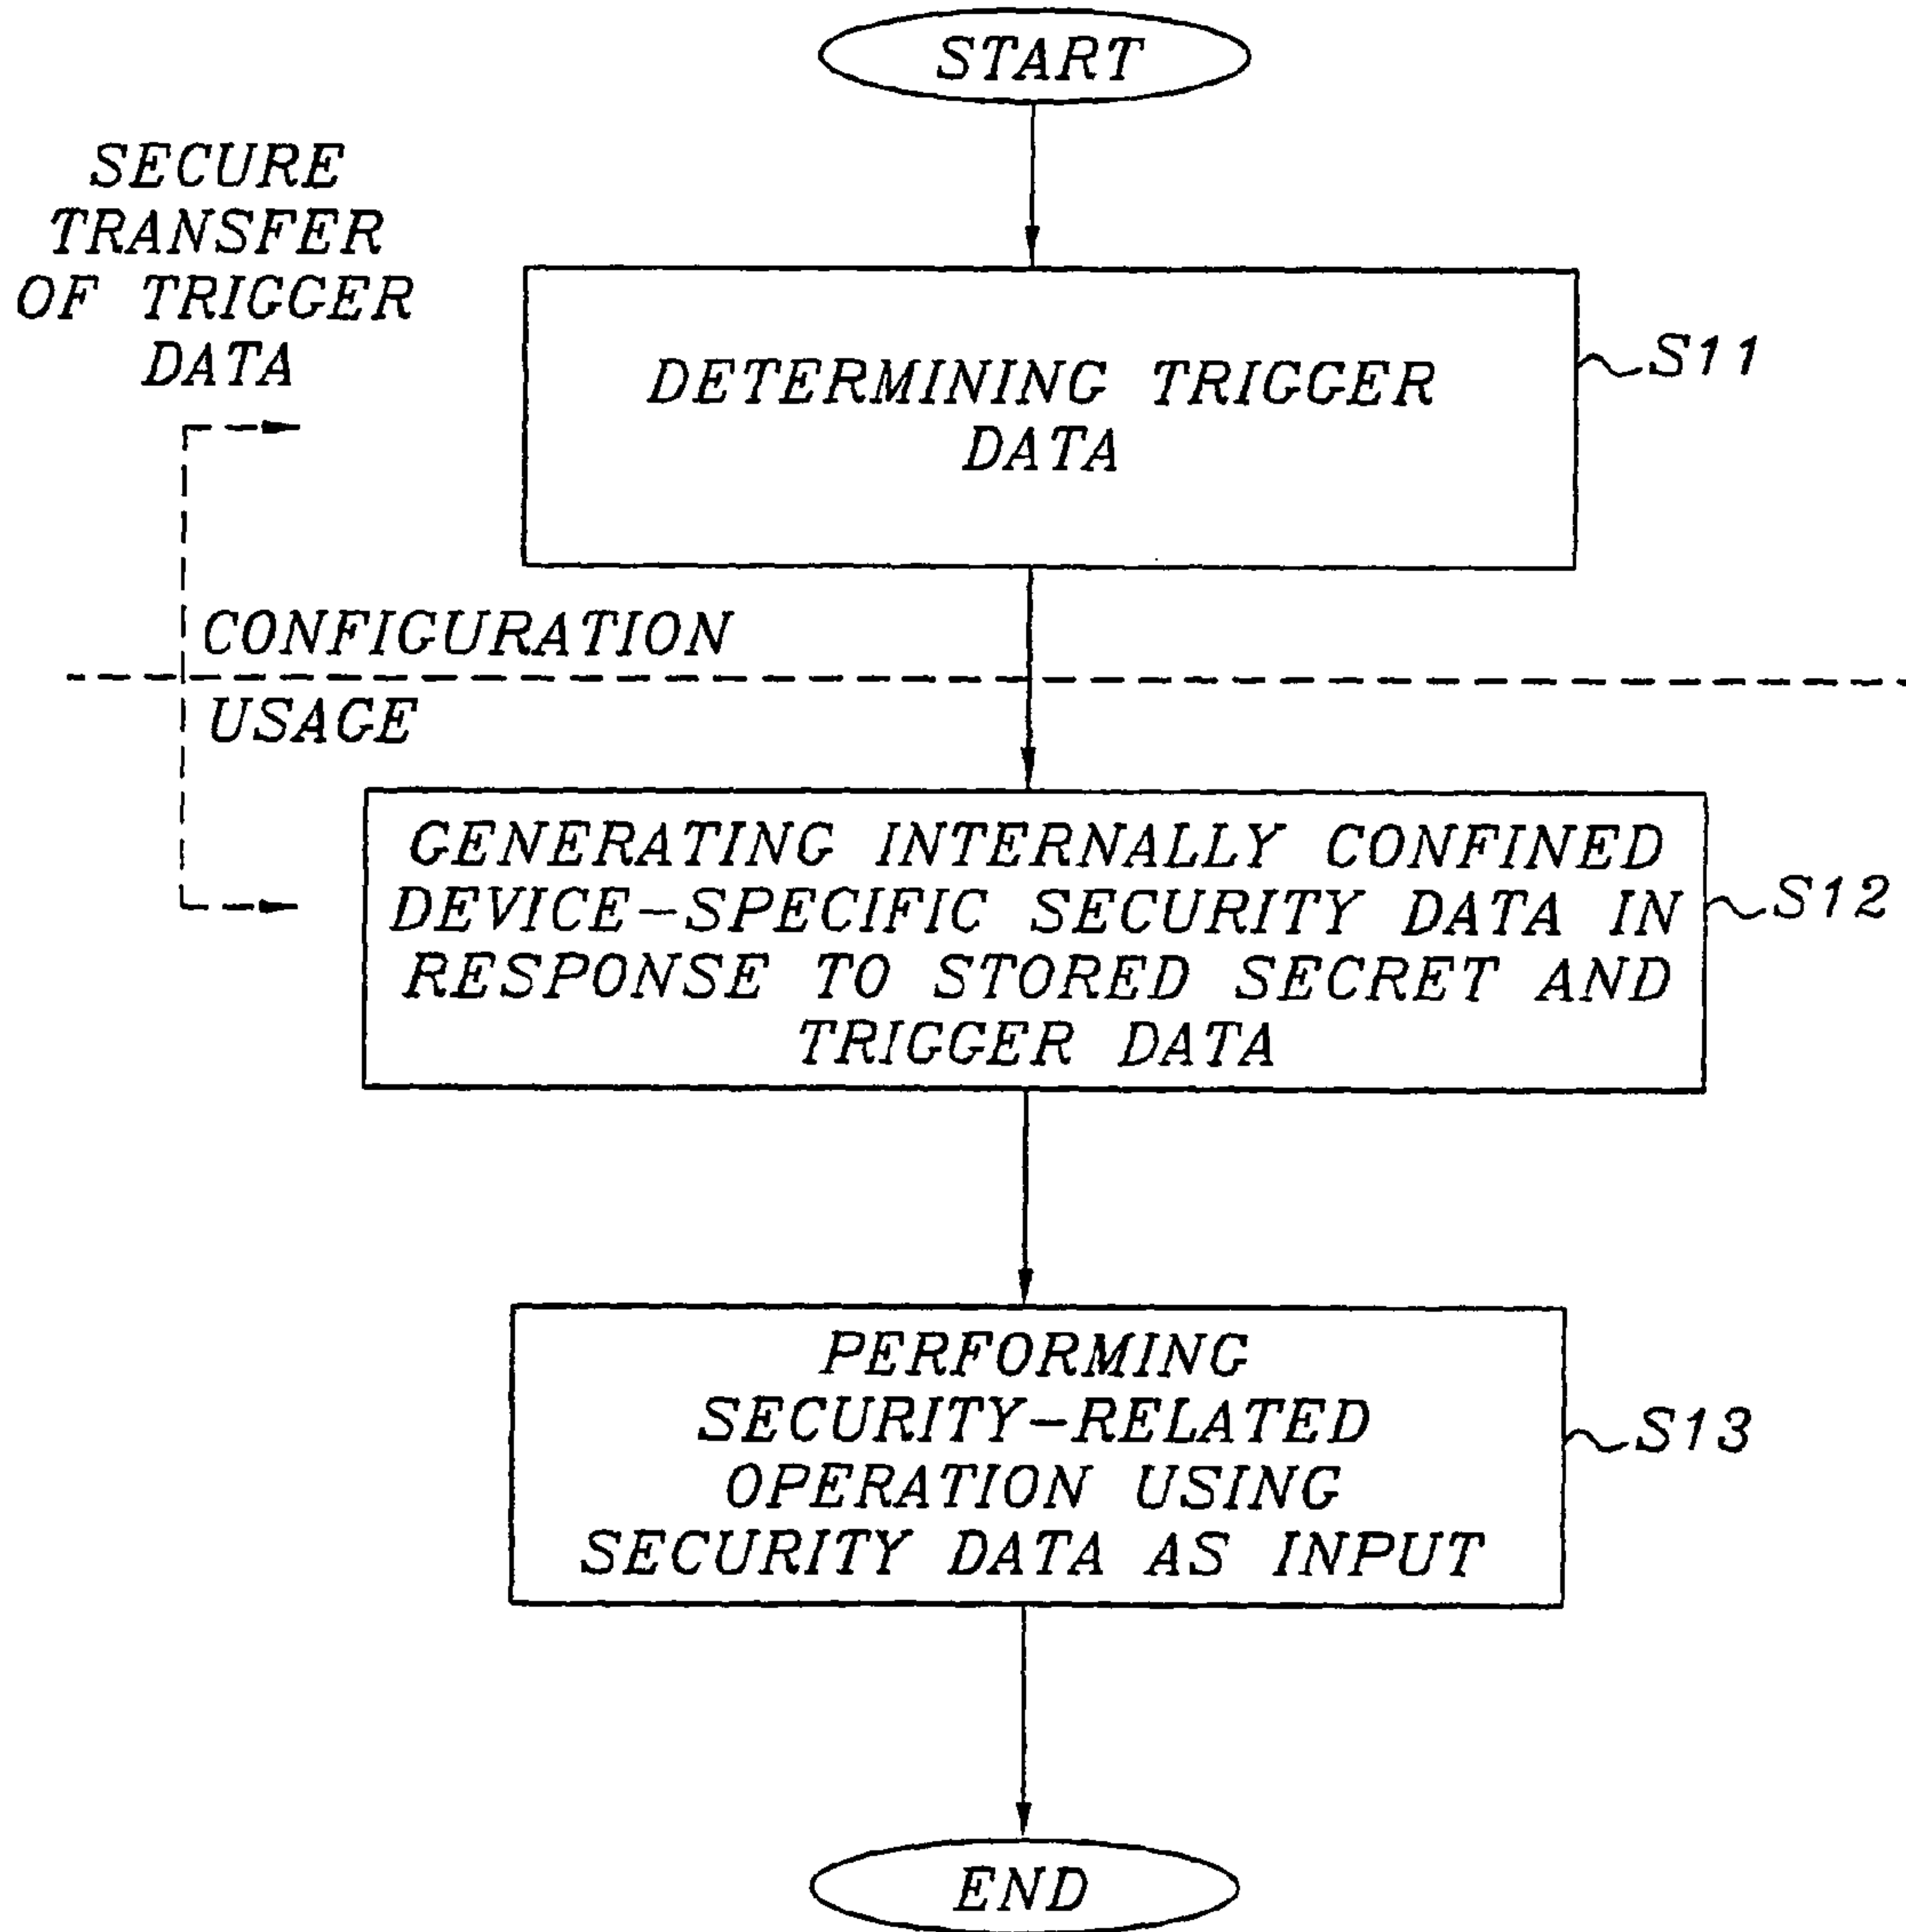 START
SECURE
TRANSFER
OF TRIGGER
DATA
DETERMINING TRIGGER
DATA
S11
CONFIGURATION
USAGE
GENERATING INTERNALLY CONFINED
DEVICE-SPECIFIC SECURITY DATA IN
RESPONSE TO STORED SECRET AND
TRIGGER DATA
S12
PERFORMING
SECURITY-RELATED
OPERATION USING
SECURITY DATA AS INPUT
S13
END